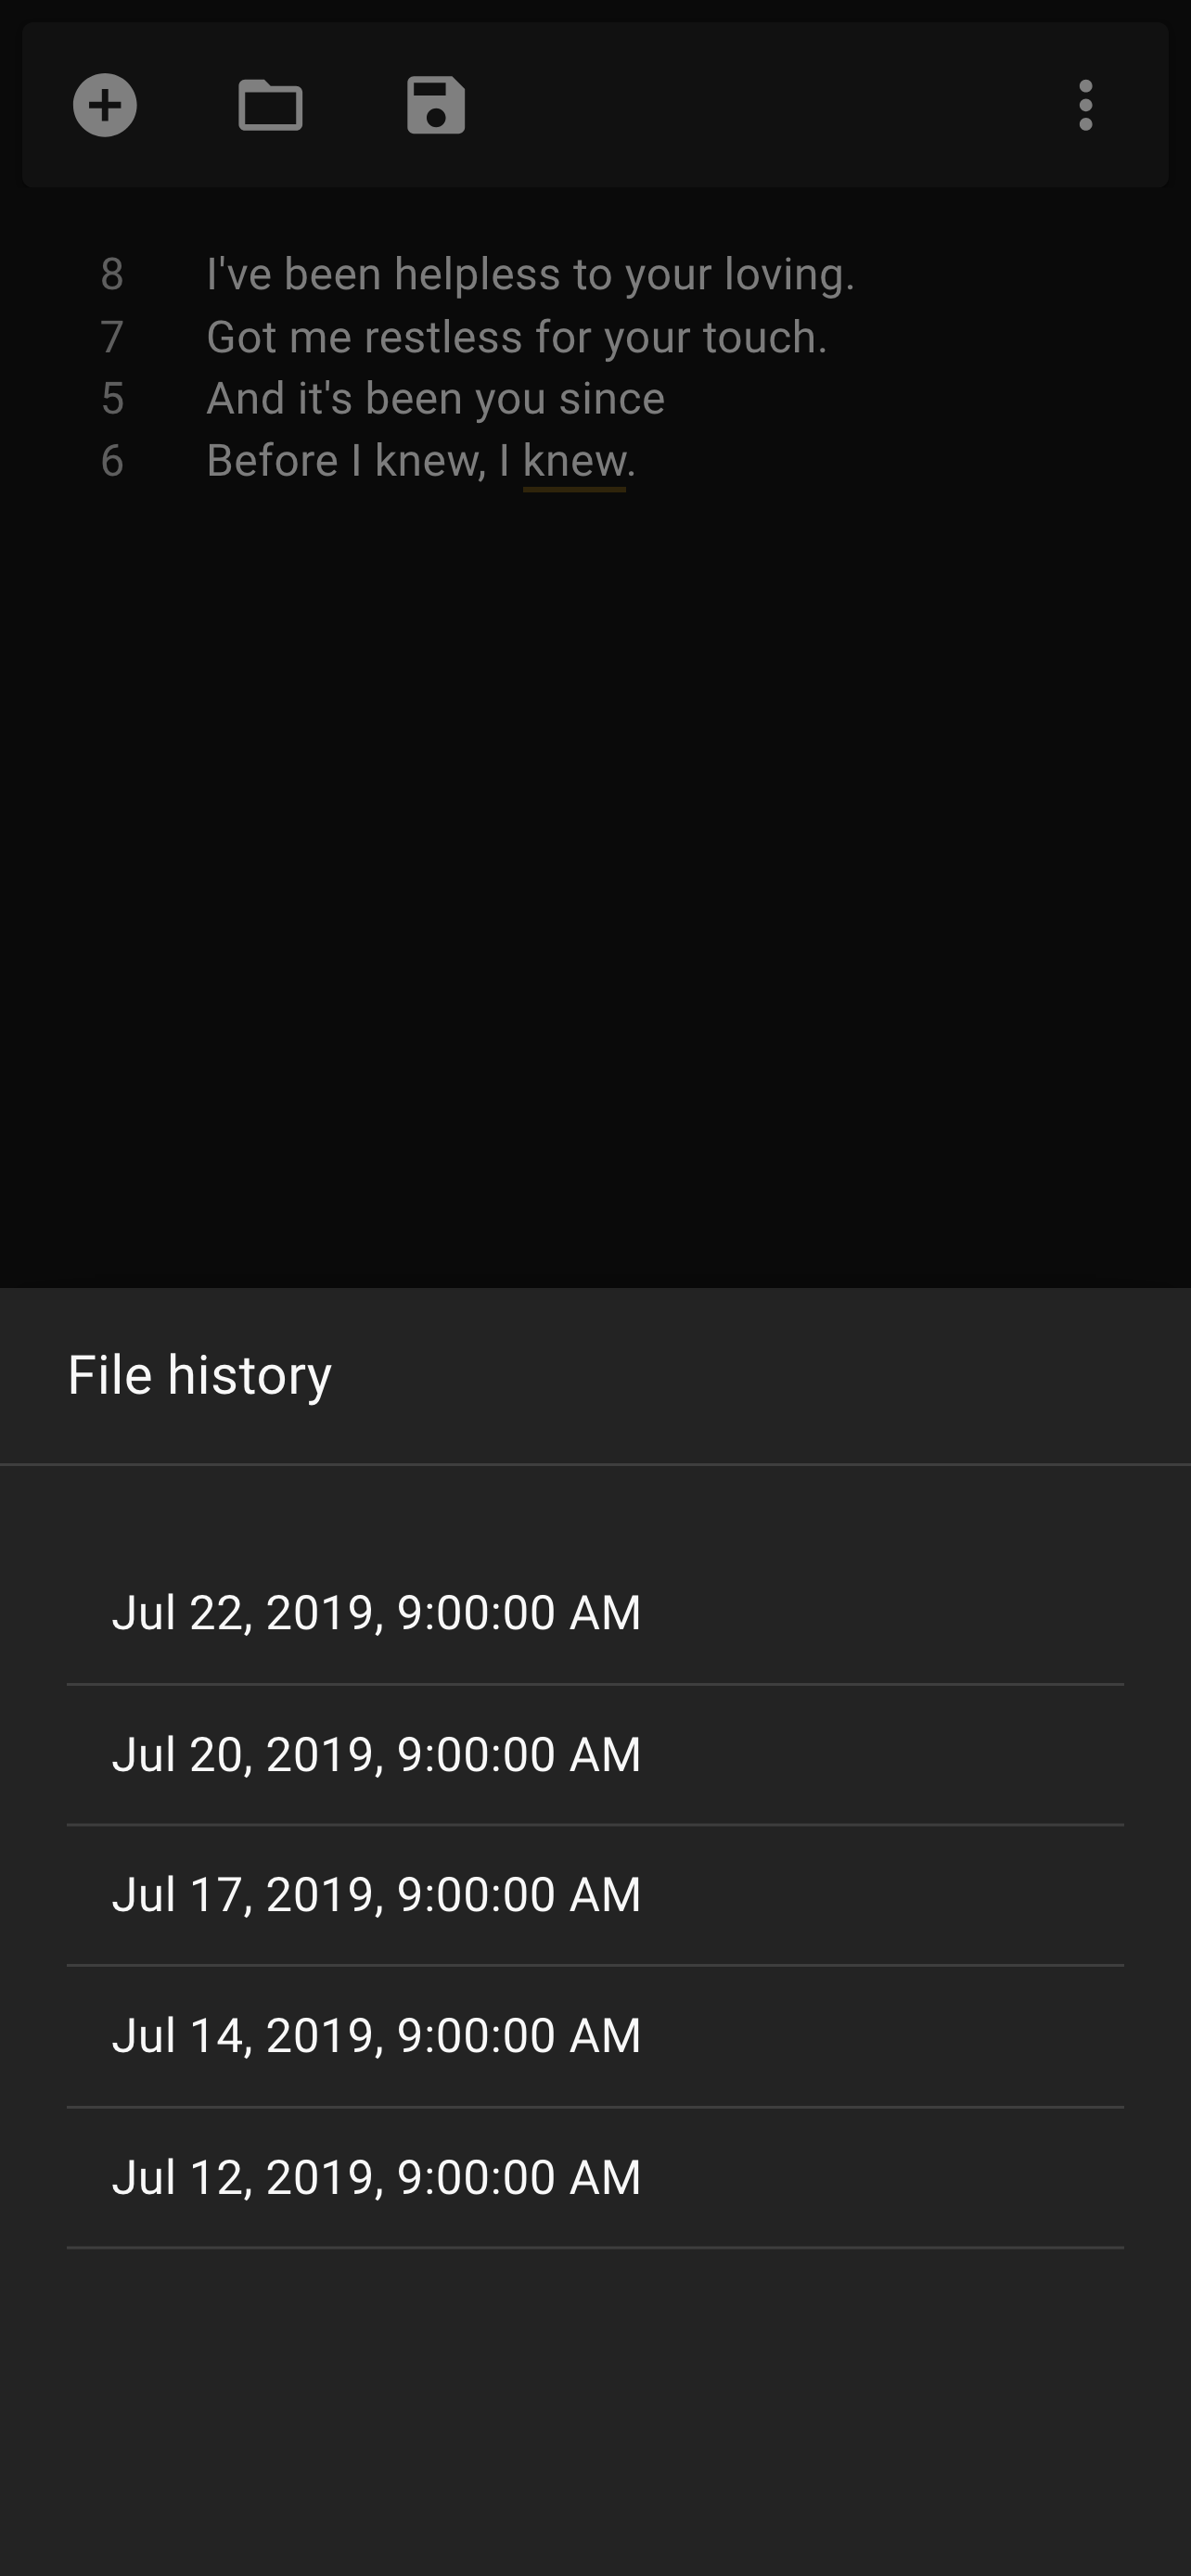 8 I've been helpless to your loving.
7 Got me restless for your touch.
5 And it's been you since
6 Before I knew, I knew.
File history
Jul 22, 2019, 9:00:00 AM
Jul 20, 2019, 9:00:00 AM
Jul 17, 2019, 9:00:00 AM
Jul 14, 2019, 9:00:00 AM
Jul 12, 2019, 9:00:00 AM